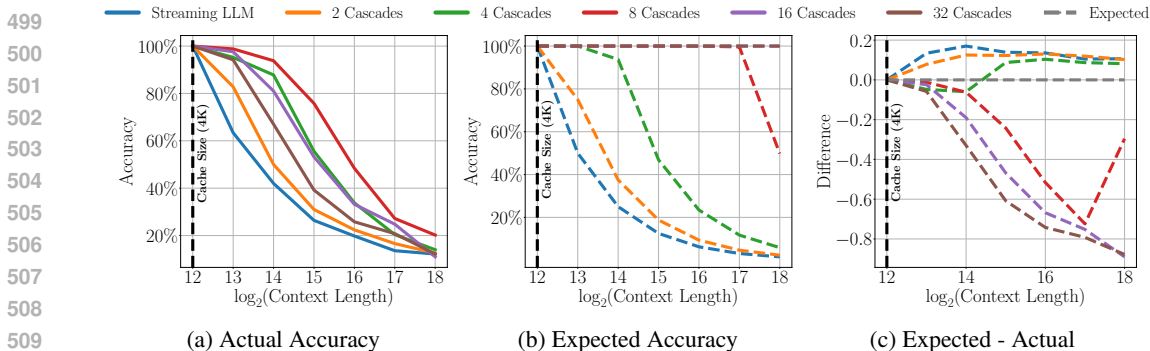 499
500
501
502
503
504
505
506
507
508
509
Streaming LLM 2 Cascades 4 Cascades 8 Cascades 16 Cascades 32 Cascades Expected
100%
80%
60%
40%
20%
Accuracy
Cache Size (4K)
12 13 14 15 16 17 18
log₂(Context Length)
(a) Actual Accuracy
100%
80%
60%
40%
20%
Accuracy
Cache Size (4K)
12 13 14 15 16 17 18
log₂(Context Length)
(b) Expected Accuracy
0.2
0.0
−0.2
−0.4
−0.6
−0.8
Difference
Cache Size (4K)
12 13 14 15 16 17 18
log₂(Context Length)
(c) Expected - Actual